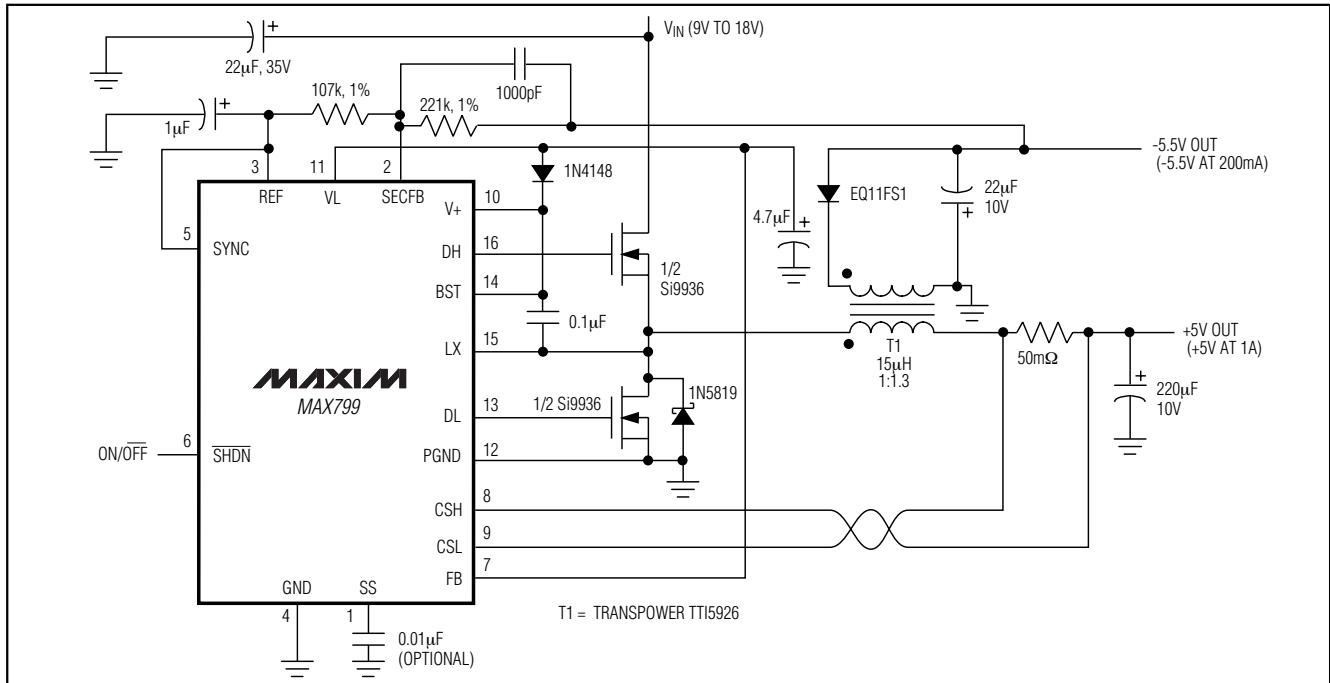 VIN (9V TO 18V)
22µF, 35V
107k, 1%
1000pF
221k, 1%
1µF
-5.5V OUT
(-5.5V AT 200mA)
3
11
2
1N4148
REF
VL
SECFB
10
V+
EQ11FS1
22µF
10V
4.7µF
5
SYNC
16
DH
1/2
Si9936
14
BST
0.1µF
15
LX
T1
15µH
1:1.3
50mΩ
+5V OUT
(+5V AT 1A)
220µF
10V
MAXIM
MAX799
13
DL
1/2 Si9936
1N5819
ON/OFF
6
SHDN
12
PGND
8
CSH
9
CSL
7
FB
GND
SS
4
1
T1 = TRANSPOWER TTI5926
0.01µF
(OPTIONAL)